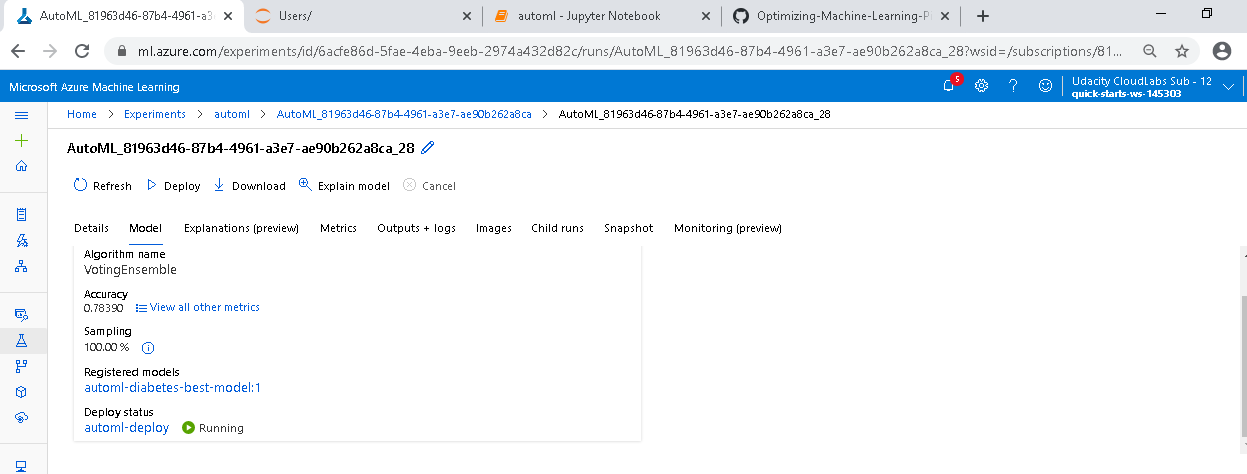 AutoML_81963d46-87b4-4961-a3
Users/
automl - Jupyter Notebook
Optimizing-Machine-Learning-Pi
ml.azure.com/experiments/id/6acfe86d-5fae-4eba-9eeb-2974a432d82c/runs/AutoML_81963d46-87b4-4961-a3e7-ae90b262a8ca_28?wsid=/subscriptions/81...
Microsoft Azure Machine Learning
5
Udacity CloudLabs Sub - 12
quick-starts-ws-145303
Home > Experiments > automl > AutoML_81963d46-87b4-4961-a3e7-ae90b262a8ca > AutoML_81963d46-87b4-4961-a3e7-ae90b262a8ca_28
AutoML_81963d46-87b4-4961-a3e7-ae90b262a8ca_28
Refresh Deploy Download Explain model Cancel
Details Model Explanations (preview) Metrics Outputs + logs Images Child runs Snapshot Monitoring (preview)
Algorithm name
VotingEnsemble
Accuracy
0.78390 View all other metrics
Sampling
100.00 %
Registered models
automl-diabetes-best-model:1
Deploy status
automl-deploy Running